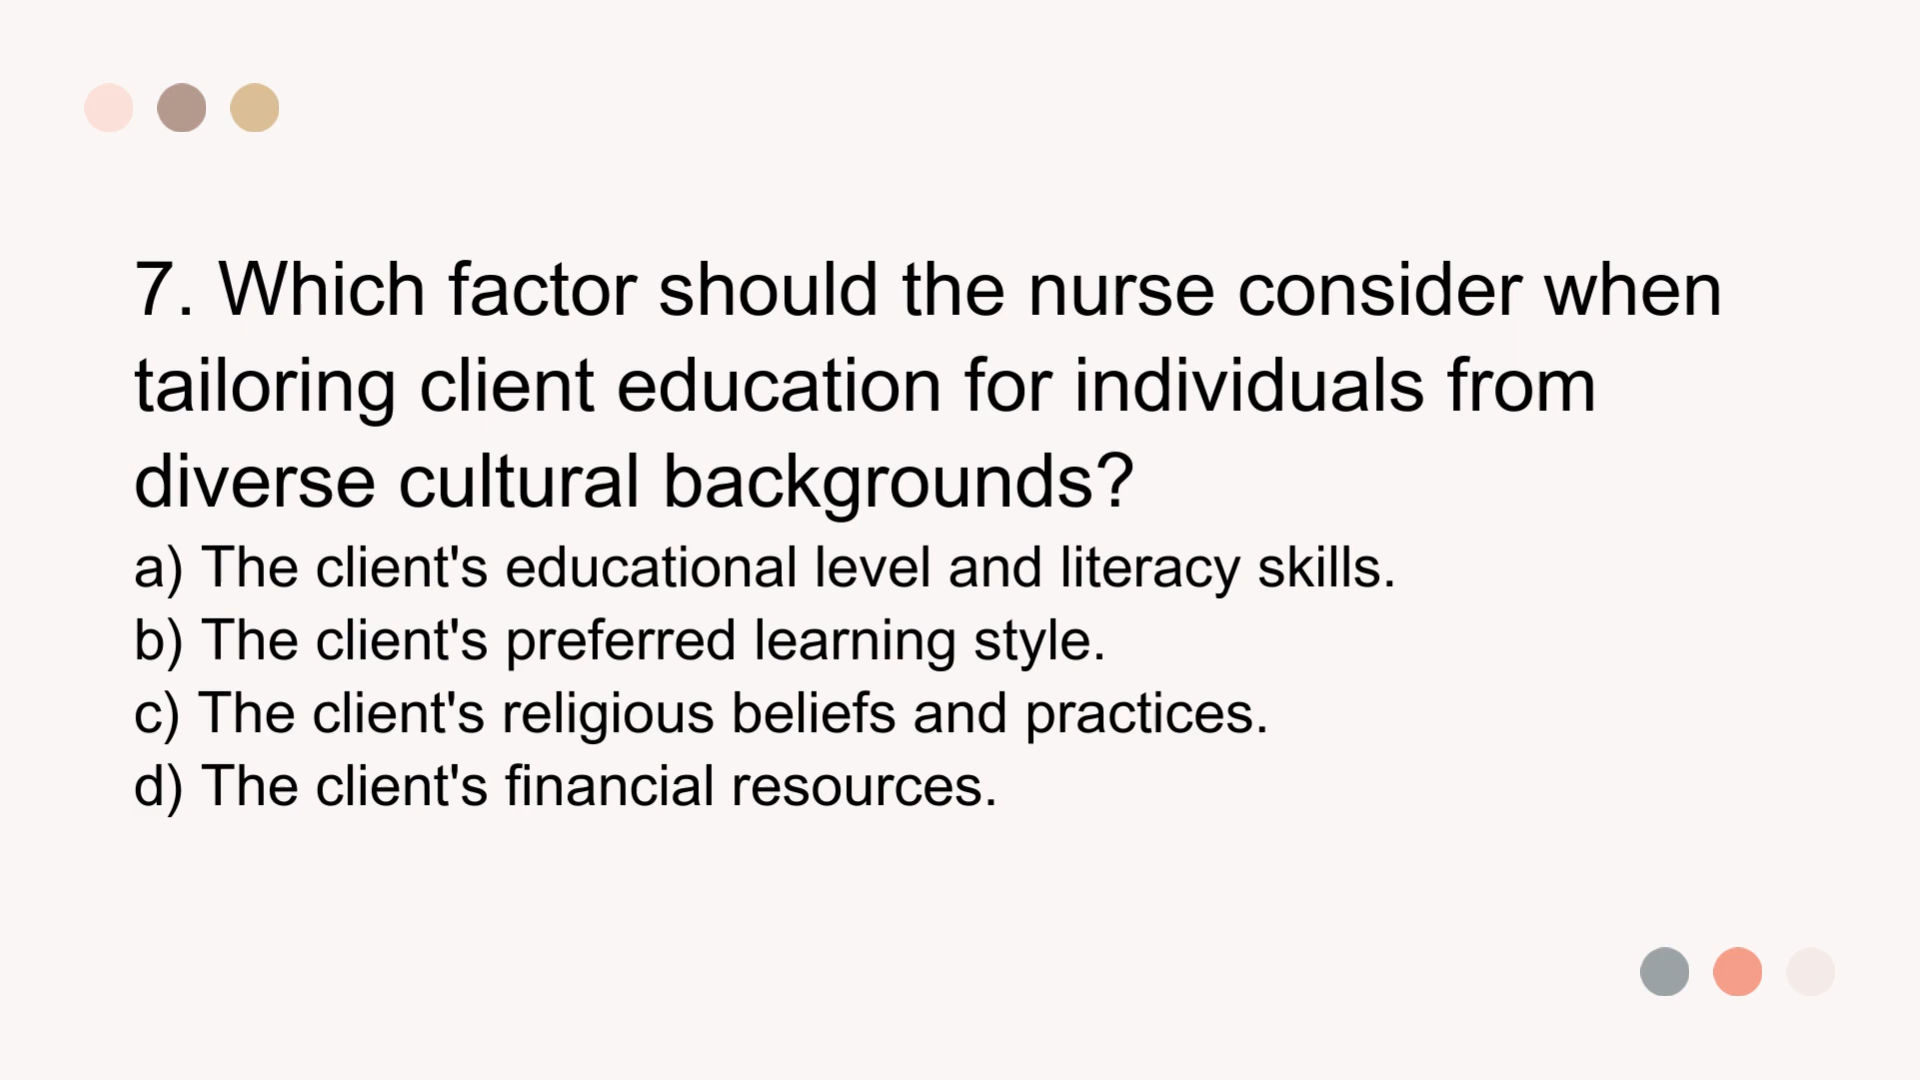 7. Which factor should the nurse consider when
tailoring client education for individuals from
diverse cultural backgrounds?
a) The client's educational level and literacy skills.
b) The client's preferred learning style.
c) The client's religious beliefs and practices.
d) The client's financial resources.